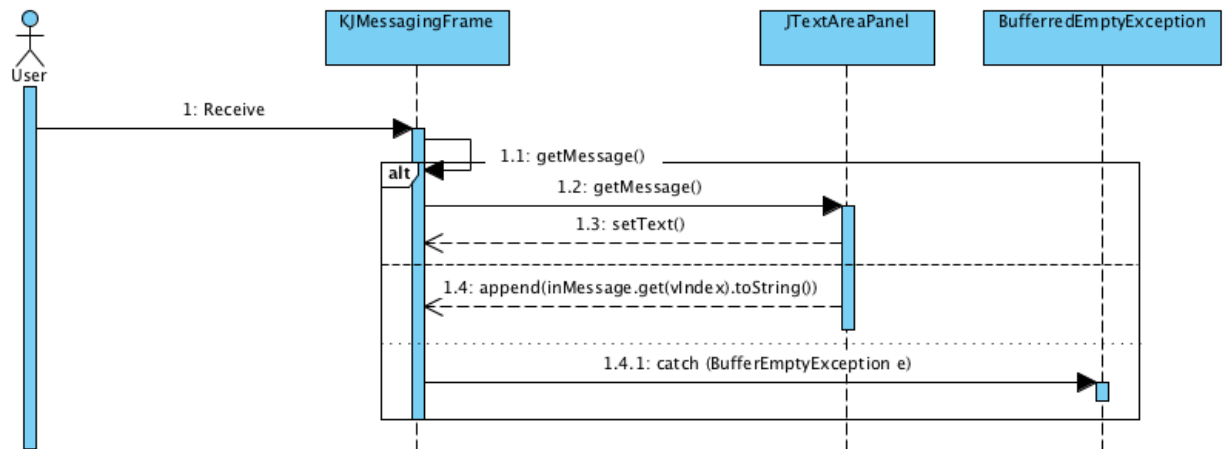 KJMessagingFrame
JTextAreaPanel
BufferredEmptyException
User
1: Receive
1.1: getMessage()
alt
1.2: getMessage()
1.3: setText()
1.4: append(inMessage.get(vIndex).toString())
1.4.1: catch (BufferEmptyException e)